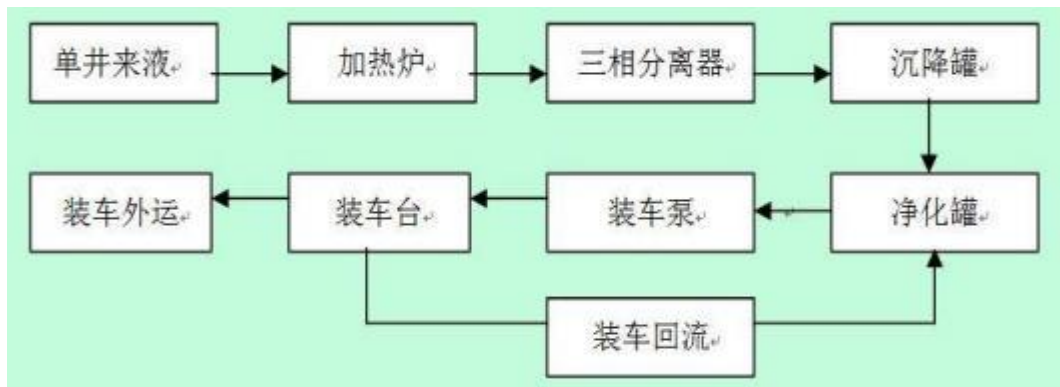 单井来液
加热炉
三相分离器
沉降罐
装车外运
装车台
装车泵
净化罐
装车回流